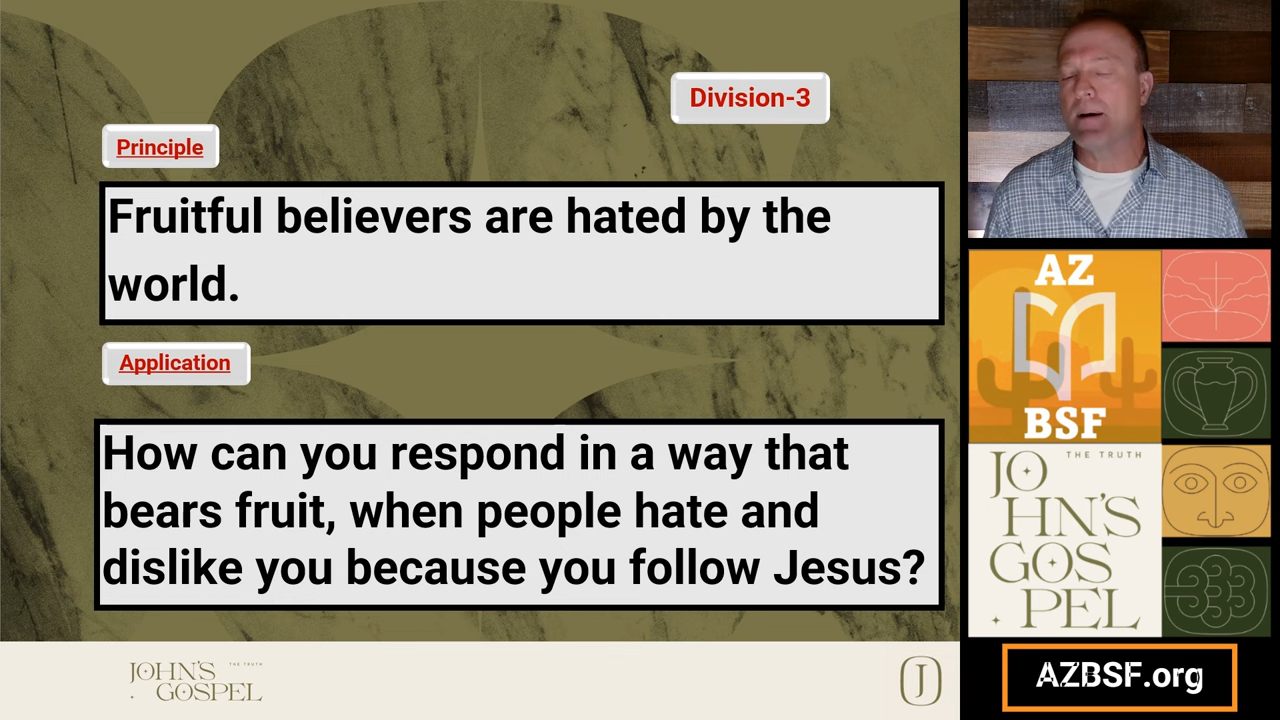 Division-3
Principle
Fruitful believers are hated by the
world.
Application
How can you respond in a way that
bears fruit, when people hate and
dislike you because you follow Jesus?
JOHN'S
THE TRUTH
GOSPEL
J
AZ
BSF
JO
THE TRUTH
HN'S
GOS
PEL
AZBSF.org